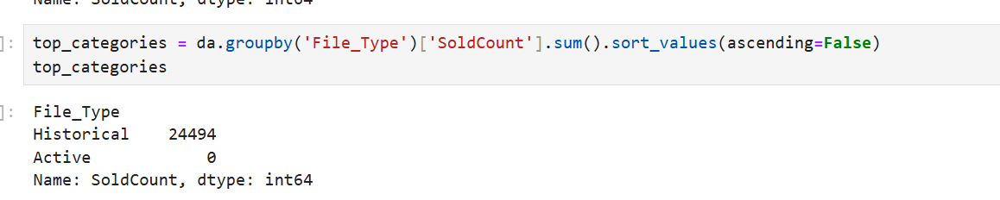 Name: SoldCount, dtype: int64
]: top_categories = da.groupby('File_Type')['SoldCount'].sum().sort_values(ascending=False)
top_categories
]: File_Type
Historical    24494
Active            0
Name: SoldCount, dtype: int64